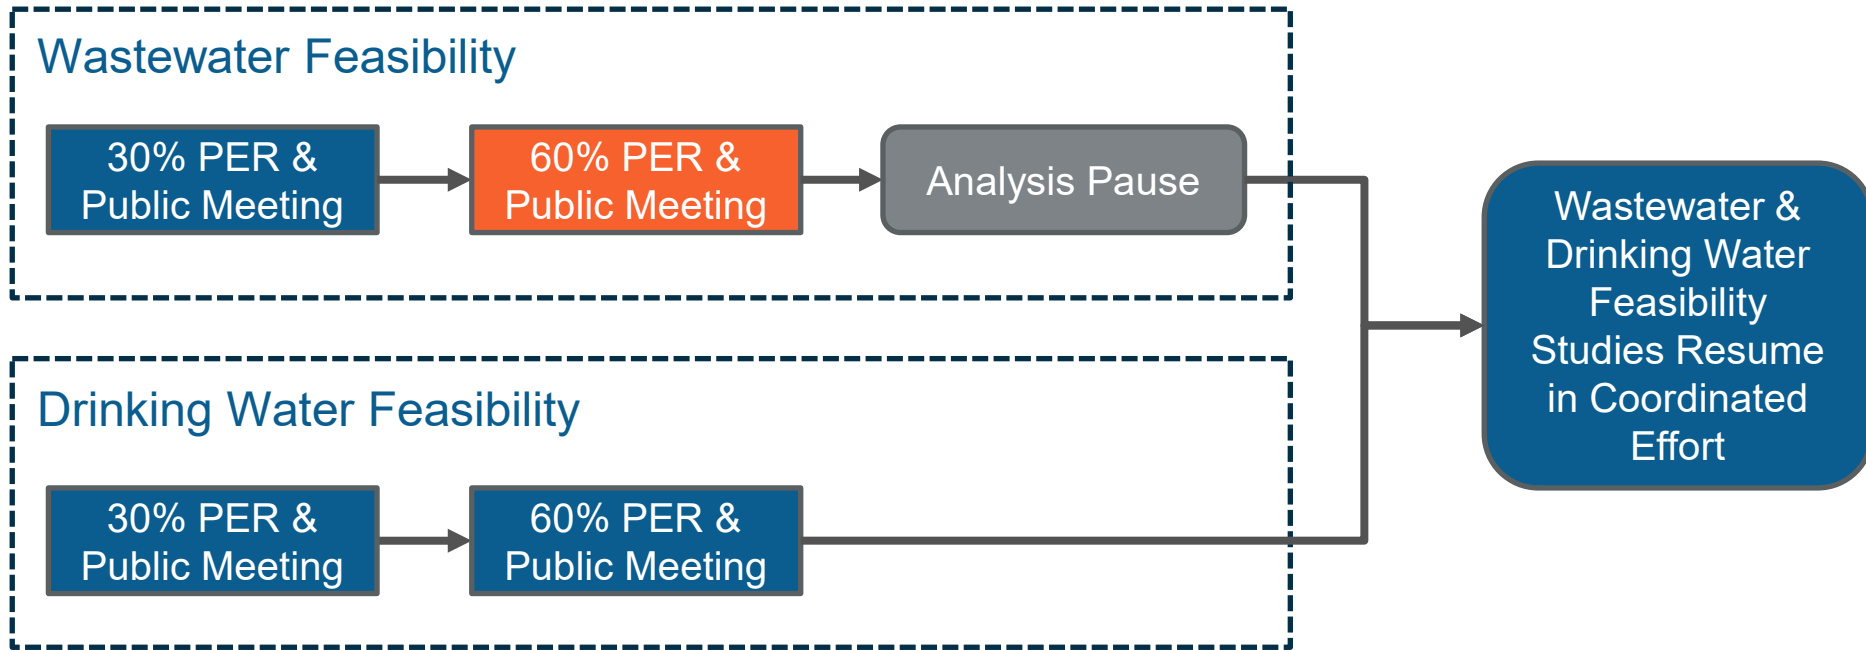 Wastewater Feasibility
30% PER &
Public Meeting
60% PER &
Public Meeting
Analysis Pause
Wastewater &
Drinking Water
Feasibility
Studies Resume
in Coordinated
Effort
Drinking Water Feasibility
30% PER &
Public Meeting
60% PER &
Public Meeting